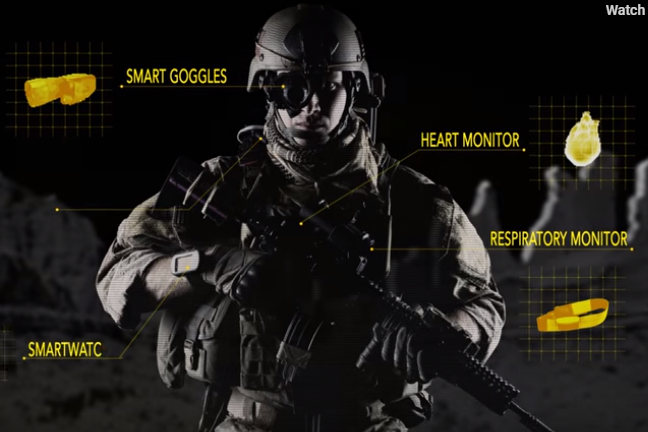 Watch
SMART GOGGLES
HEART MONITOR
RESPIRATORY MONITOR
SMARTWATC